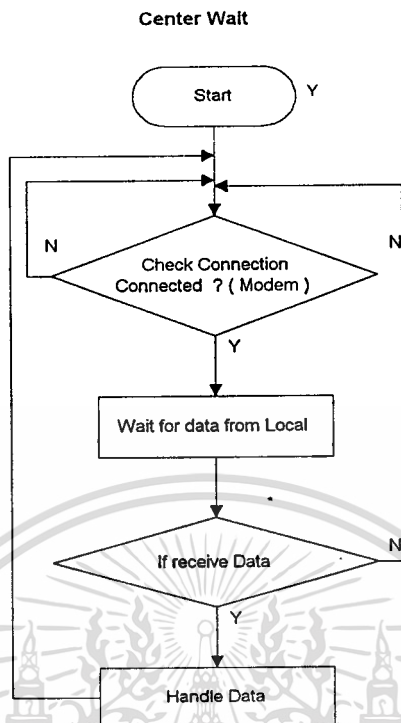 Center Wait
Start
Y
N
N
Check Connection
Connected ? ( Modem )
Y
Wait for data from Local
If receive Data
N
Y
Handle Data